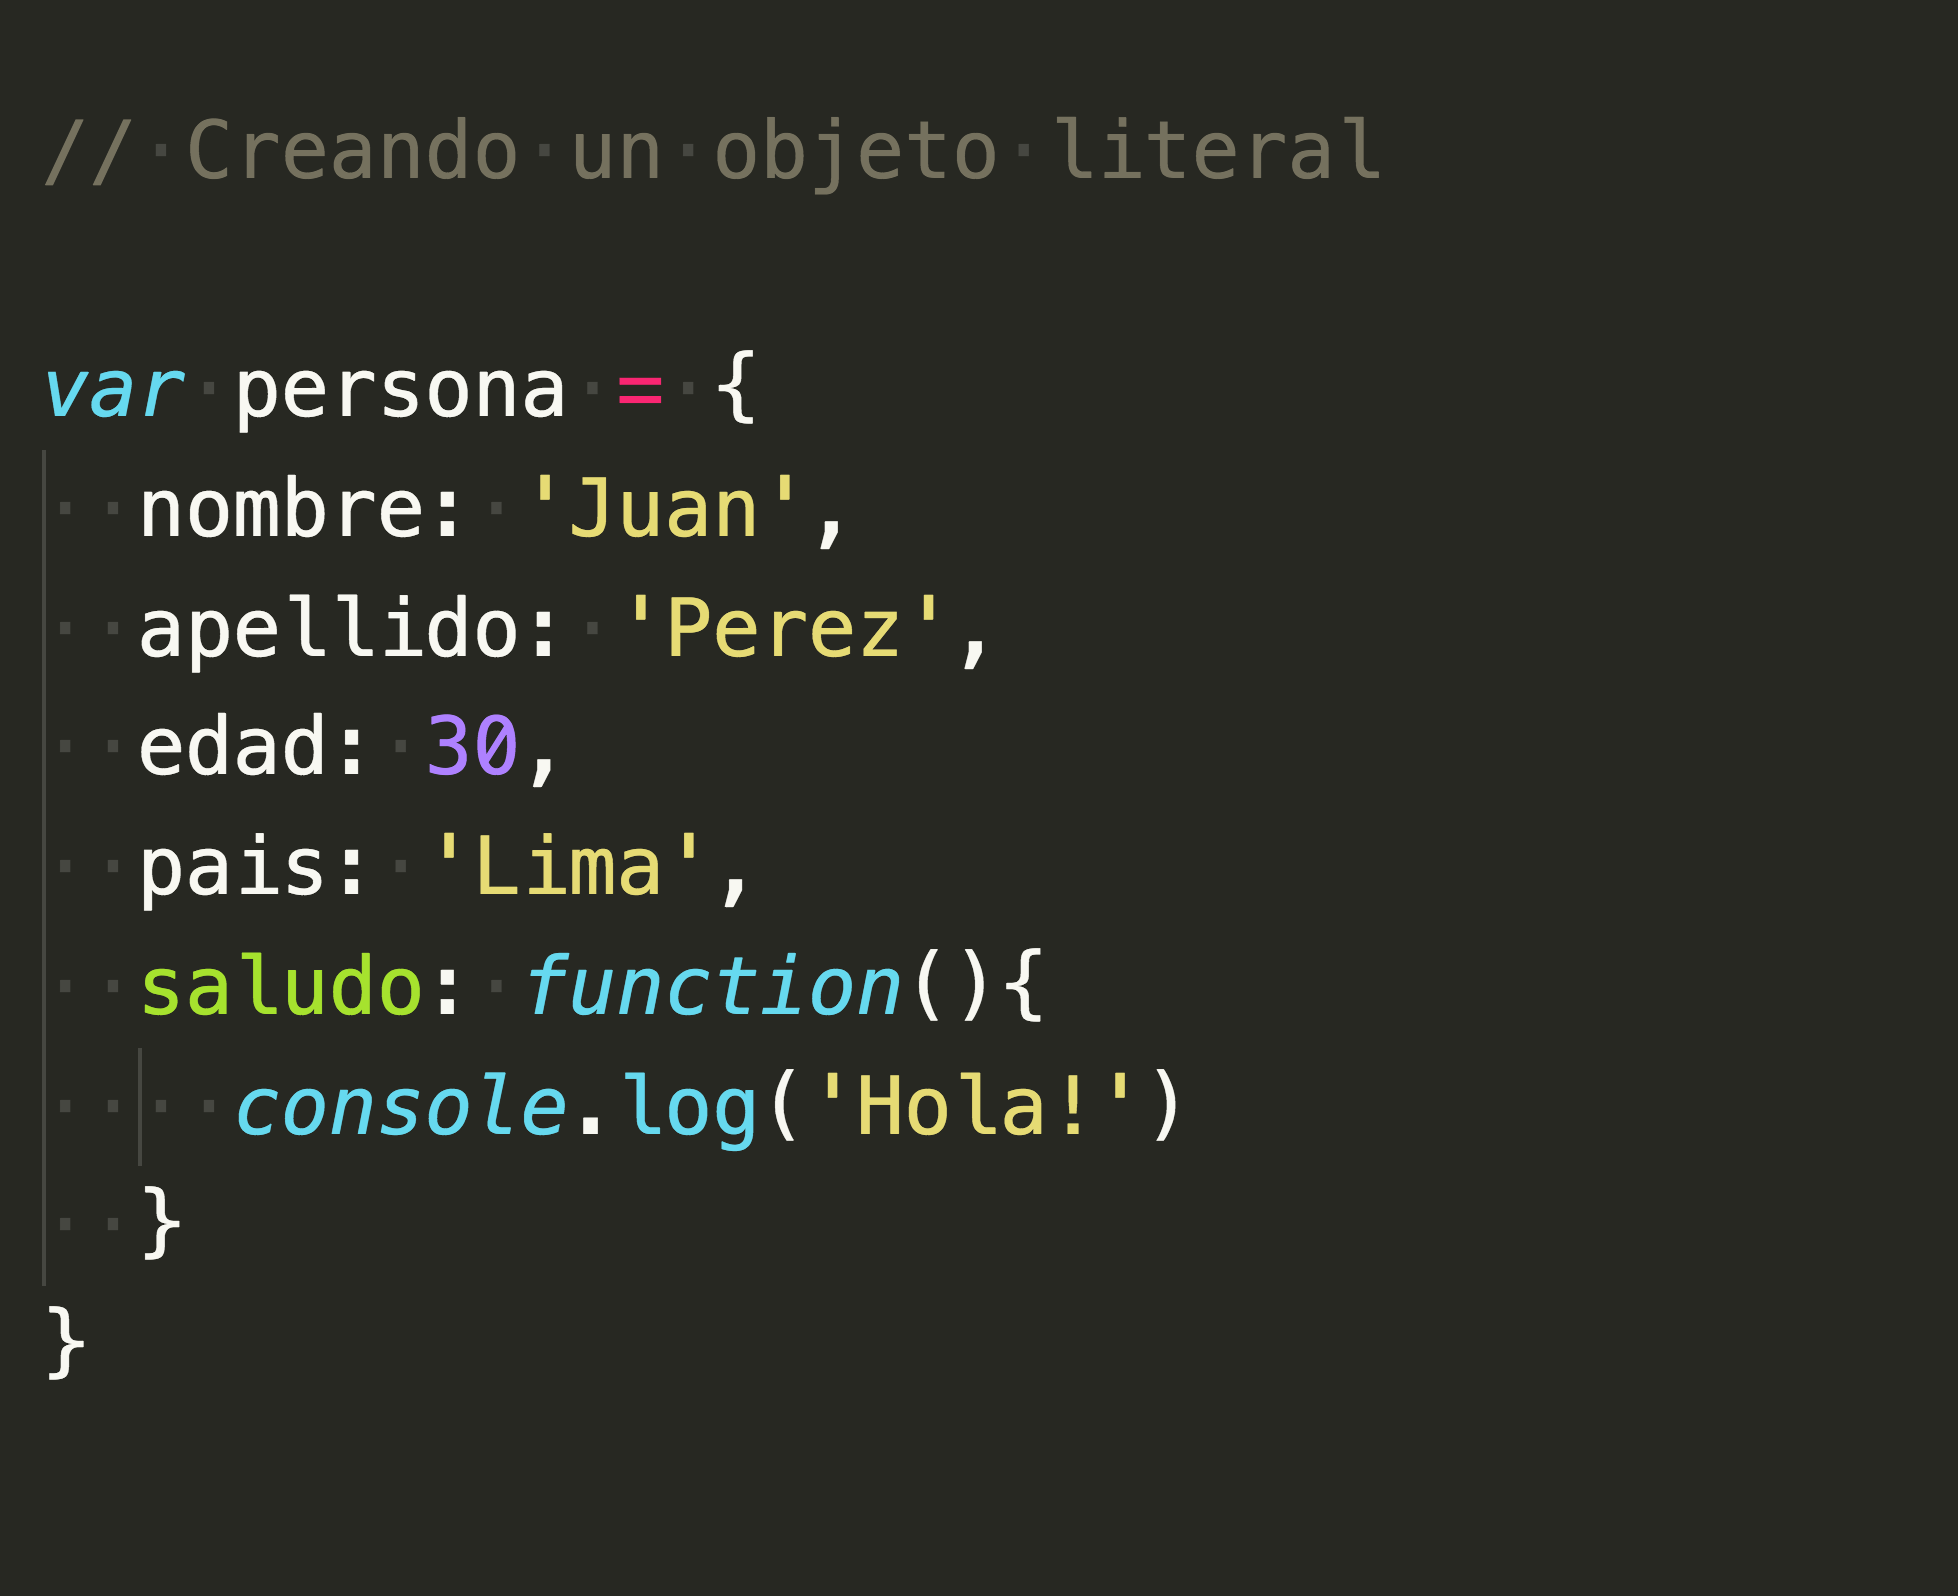 // Creando un objeto literal
var persona = {
  nombre: 'Juan',
  apellido: 'Perez',
  edad: 30,
  pais: 'Lima',
  saludo: function(){
    console.log('Hola!')
  }
}